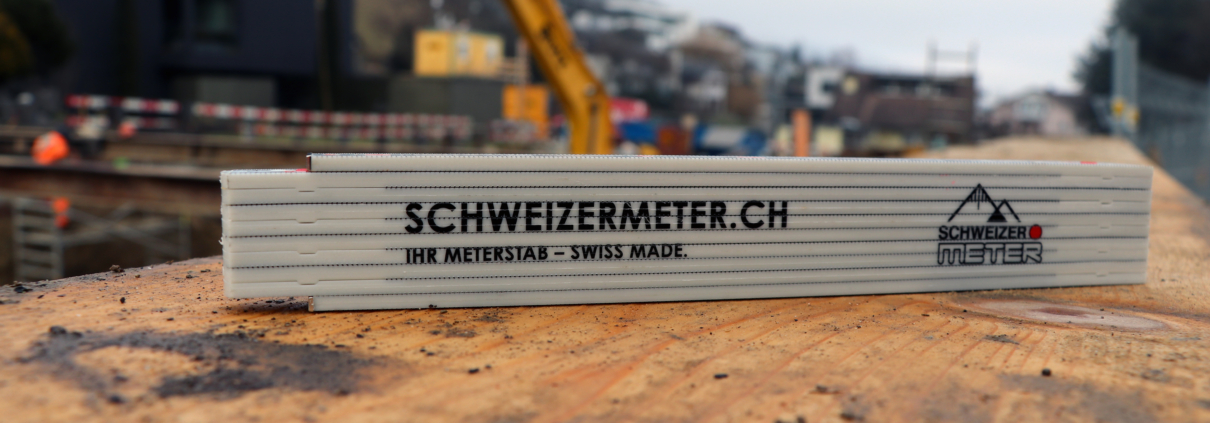 SCHWEIZERMETER.CH
IHR METERSTAB – SWISS MADE.
SCHWEIZER
METER